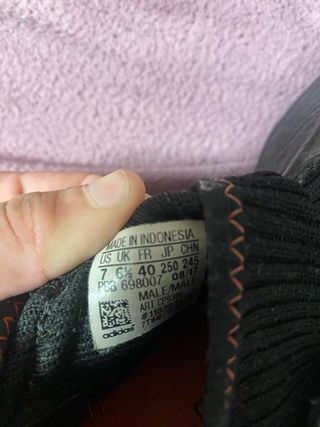 MADE IN INDONESIA
US UK FR JP CHN
7 6½ 40 250 245
08/17
698007
MALE/MALE
ART
adidas